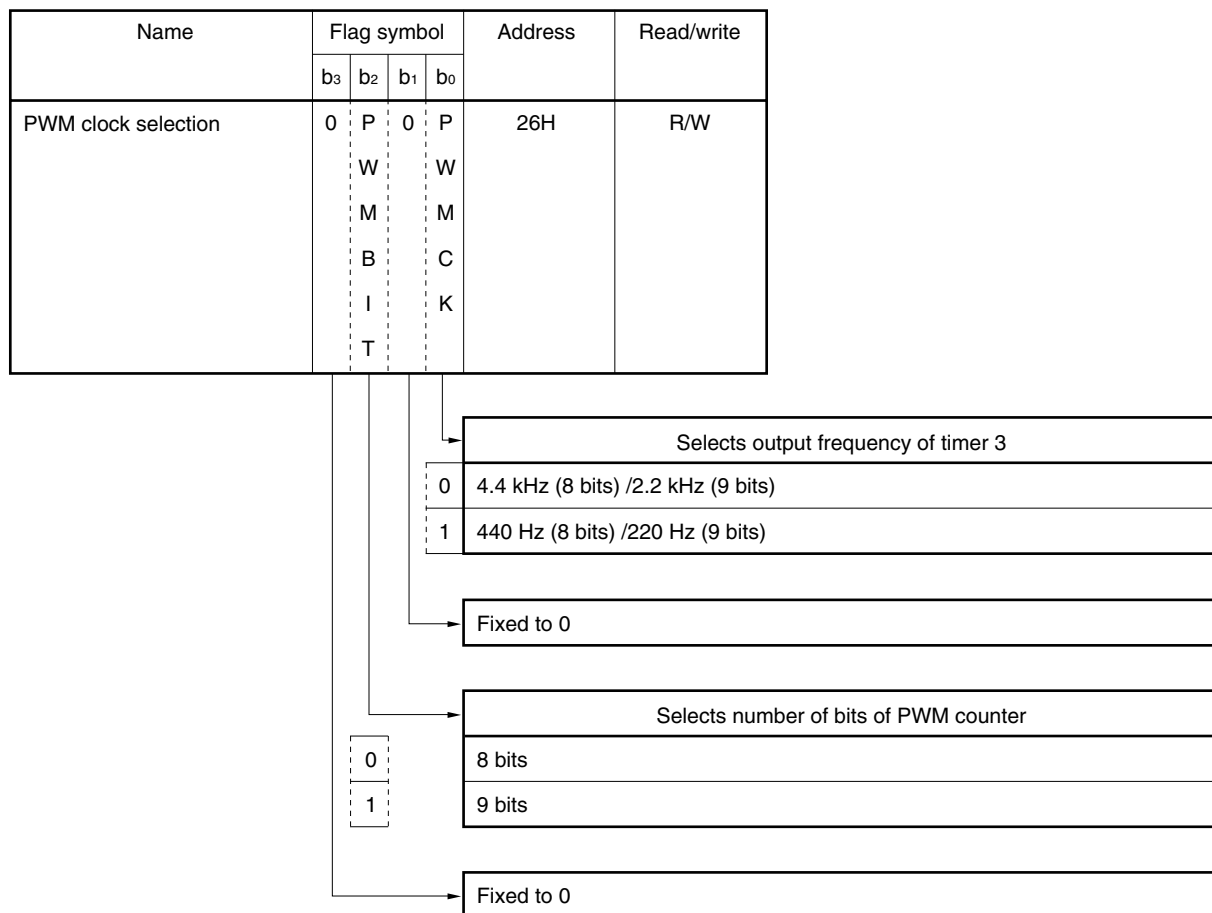 Name Flag symbol Address Read/write
b3 b2 b1 b0
PWM clock selection 0 P 0 P 26H R/W
W W
M M
B C
I K
T
Selects output frequency of timer 3
0 4.4 kHz (8 bits) /2.2 kHz (9 bits)
1 440 Hz (8 bits) /220 Hz (9 bits)
Fixed to 0
Selects number of bits of PWM counter
0 8 bits
1 9 bits
Fixed to 0